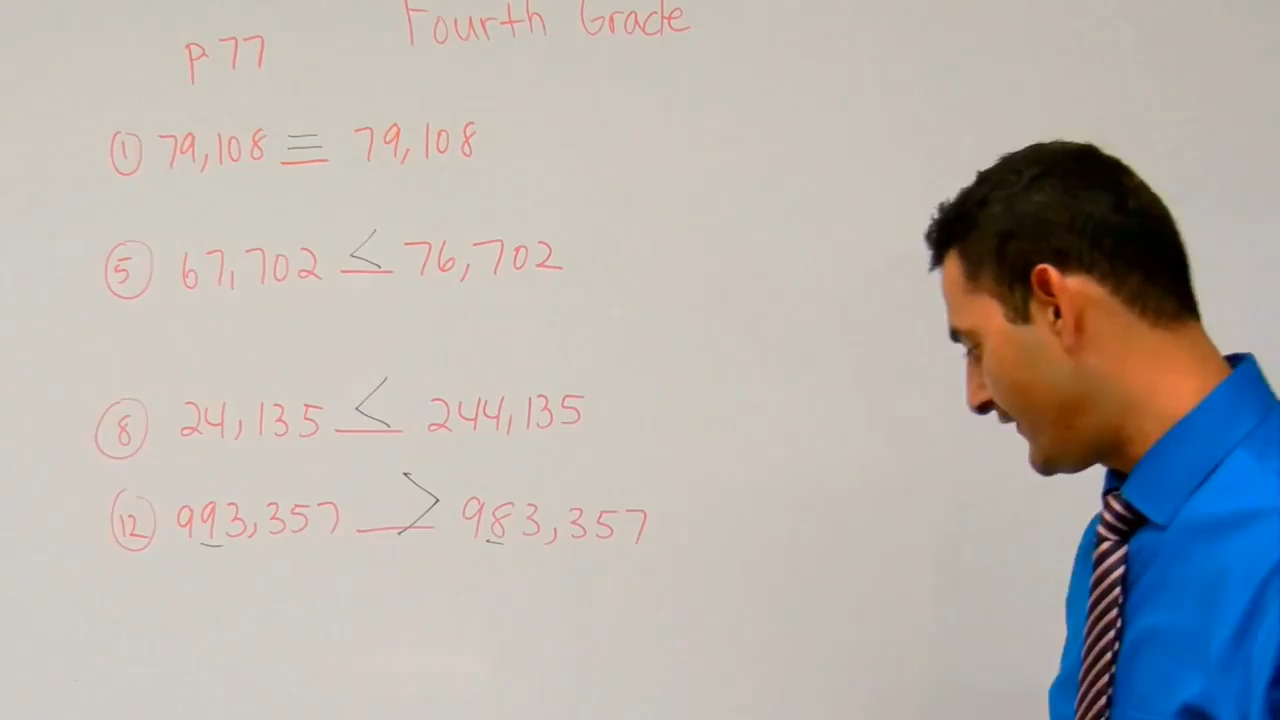 Fourth Grade
p 77
① 79,108 = 79,108
⑤ 67,702 < 76,702
⑧ 24,135 < 244,135
⑫ 993,357 > 983,357